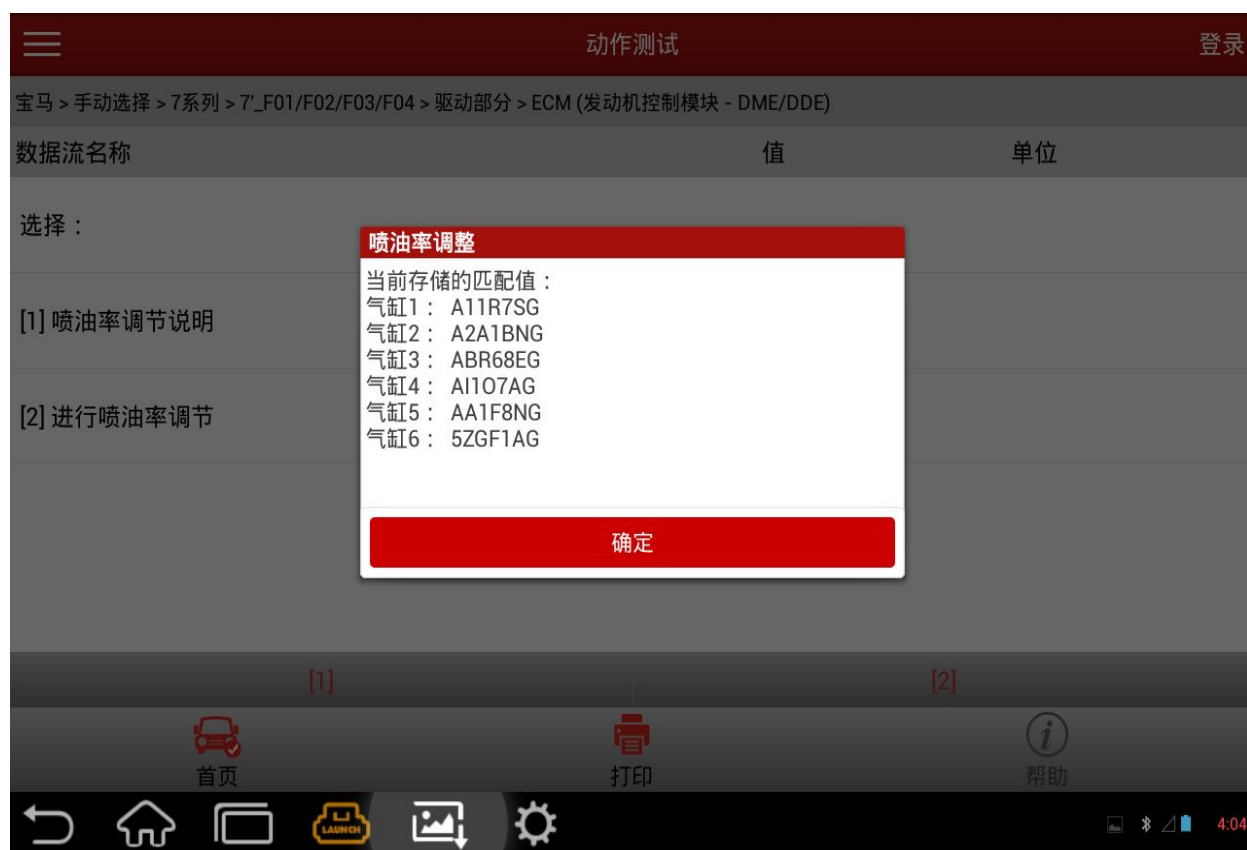 动作测试
登录
宝马 > 手动选择 > 7系列 > 7'_F01/F02/F03/F04 > 驱动部分 > ECM (发动机控制模块 - DME/DDE)
数据流名称 值 单位
选择：
[1] 喷油率调节说明
[2] 进行喷油率调节
喷油率调整
当前存储的匹配值：
气缸1： A11R7SG
气缸2： A2A1BNG
气缸3： ABR68EG
气缸4： AI1O7AG
气缸5： AA1F8NG
气缸6： 5ZGF1AG
确定
[1] [2]
首页 打印 帮助
LAUNCH
4:04